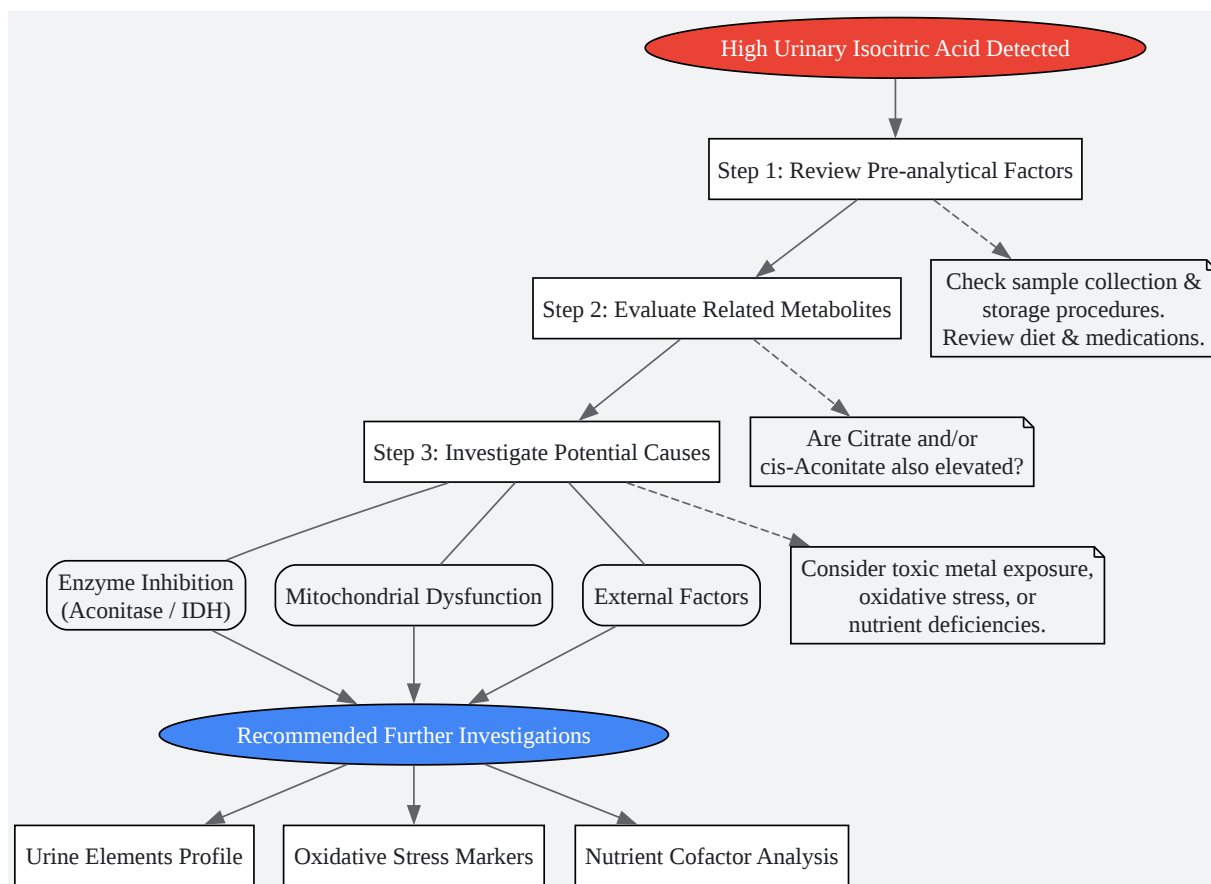 High Urinary Isocitric Acid Detected
Step 1: Review Pre-analytical Factors
Check sample collection &
storage procedures.
Review diet & medications.
Step 2: Evaluate Related Metabolites
Are Citrate and/or
cis-Aconitate also elevated?
Step 3: Investigate Potential Causes
Consider toxic metal exposure,
oxidative stress, or
nutrient deficiencies.
Enzyme Inhibition
(Aconitase / IDH)
Mitochondrial Dysfunction
External Factors
Recommended Further Investigations
Urine Elements Profile
Oxidative Stress Markers
Nutrient Cofactor Analysis